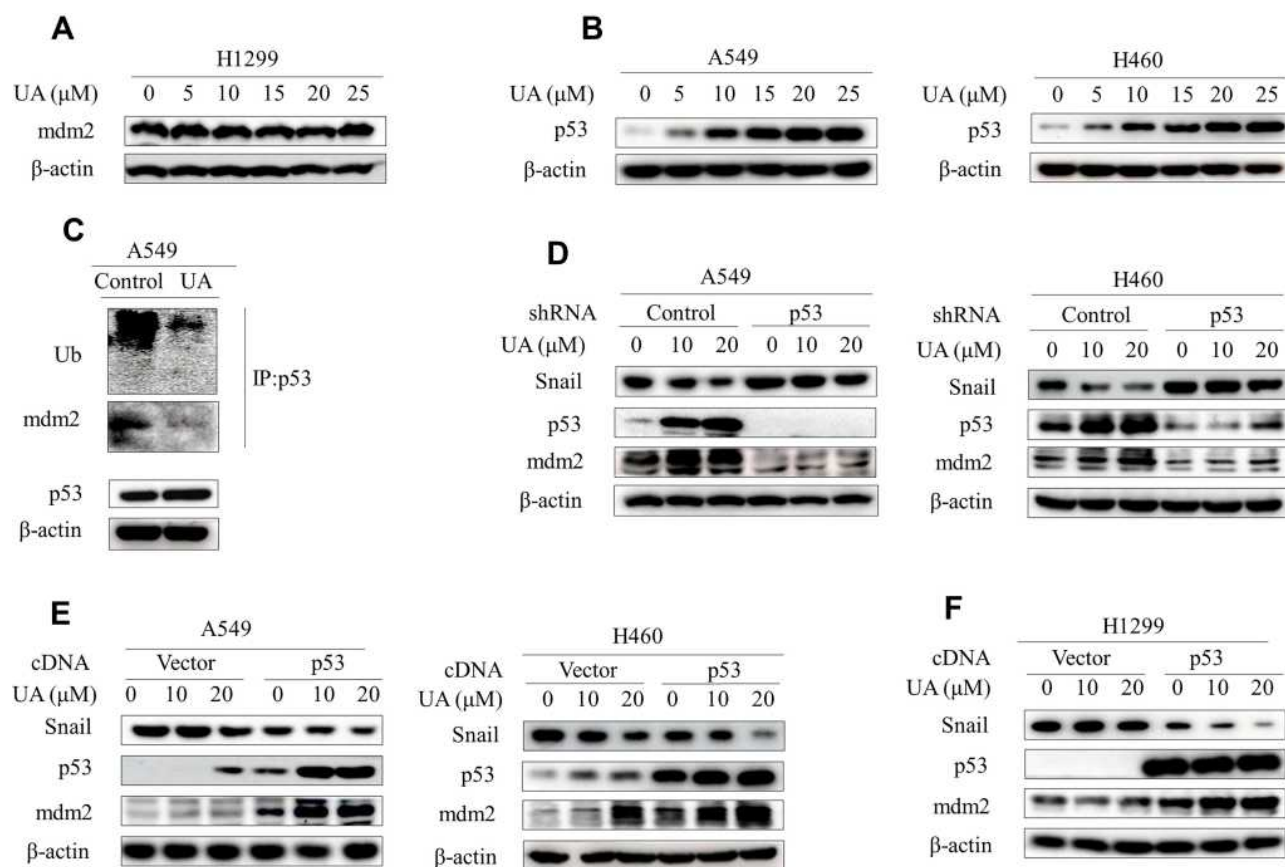 A
H1299
UA (μM) 0 5 10 15 20 25
mdm2
β-actin
B
A549
UA (μM) 0 5 10 15 20 25
p53
β-actin
H460
UA (μM) 0 5 10 15 20 25
p53
β-actin
C
A549
Control UA
Ub
mdm2
IP:p53
p53
β-actin
D
A549
shRNA Control p53
UA (μM) 0 10 20 0 10 20
Snail
p53
mdm2
β-actin
H460
shRNA Control p53
UA (μM) 0 10 20 0 10 20
Snail
p53
mdm2
β-actin
E
A549
cDNA Vector p53
UA (μM) 0 10 20 0 10 20
Snail
p53
mdm2
β-actin
H460
cDNA Vector p53
UA (μM) 0 10 20 0 10 20
Snail
p53
mdm2
β-actin
F
H1299
cDNA Vector p53
UA (μM) 0 10 20 0 10 20
Snail
p53
mdm2
β-actin